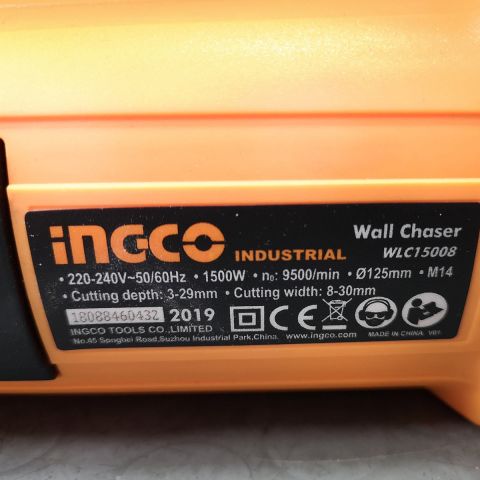 INGCO INDUSTRIAL
Wall Chaser
WLC15008
• 220-240V~50/60Hz • 1500W • n₀: 9500/min • Ø125mm • M14
• Cutting depth: 3-29mm • Cutting width: 8-30mm
18088460432 2019
INGCO TOOLS CO.,LIMITED
No.45 Songbei Road,Suzhou Industrial Park,China.
www.ingco.com
MADE IN CHINA. V01.